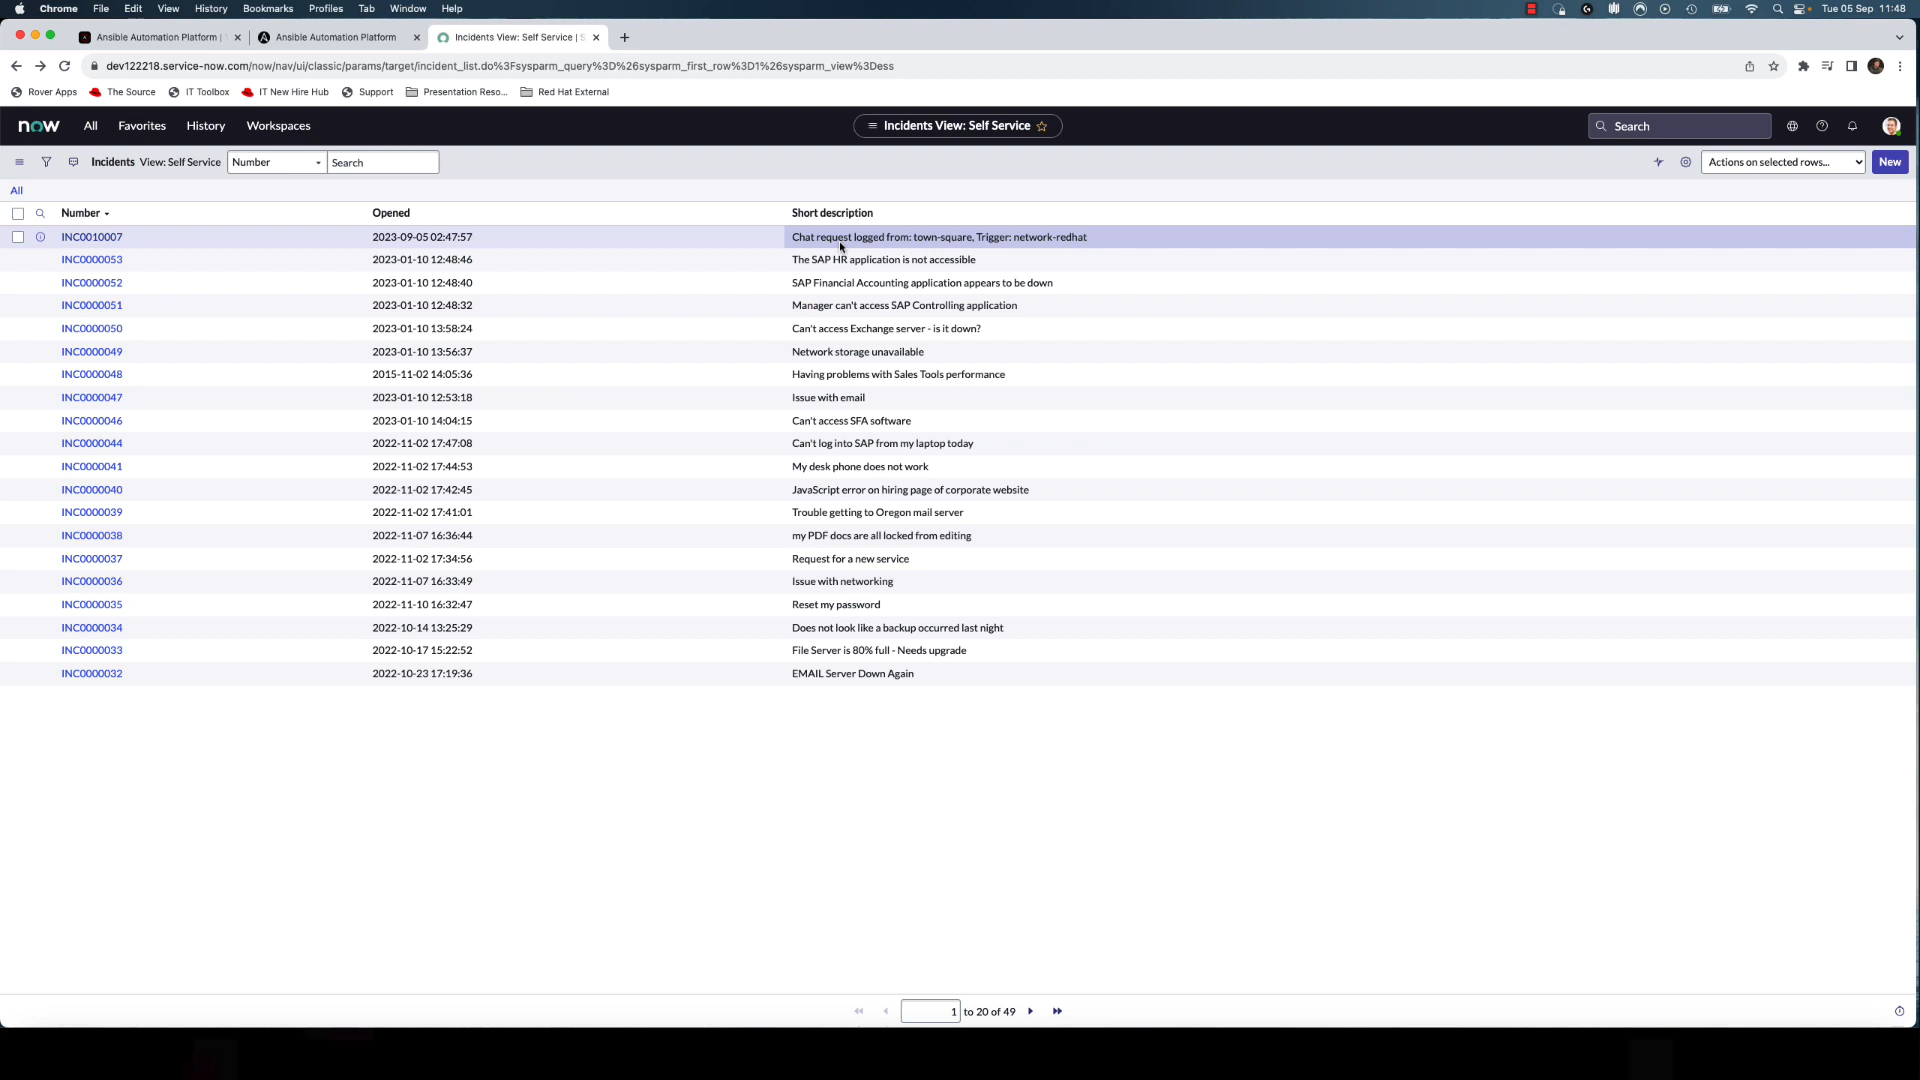 Chrome File Edit View History Bookmarks Profiles Tab Window Help Tue 05 Sep 11:48
Ansible Automation Platform | Ansible Automation Platform Incidents View: Self Service | S
dev122218.service-now.com/now/nav/ui/classic/params/target/incident_list.do%3Fsysparm_query%3D%26sysparm_first_row%3D1%26sysparm_view%3Dess
Rover Apps The Source IT Toolbox IT New Hire Hub Support Presentation Reso... Red Hat External
now All Favorites History Workspaces Incidents View: Self Service Search
Incidents View: Self Service Number Search Actions on selected rows... New
All
Number Opened Short description
INC0010007 2023-09-05 02:47:57 Chat request logged from: town-square, Trigger: network-redhat
INC0000053 2023-01-10 12:48:46 The SAP HR application is not accessible
INC0000052 2023-01-10 12:48:40 SAP Financial Accounting application appears to be down
INC0000051 2023-01-10 12:48:32 Manager can't access SAP Controlling application
INC0000050 2023-01-10 13:58:24 Can't access Exchange server - is it down?
INC0000049 2023-01-10 13:56:37 Network storage unavailable
INC0000048 2015-11-02 14:05:36 Having problems with Sales Tools performance
INC0000047 2023-01-10 12:53:18 Issue with email
INC0000046 2023-01-10 14:04:15 Can't access SFA software
INC0000044 2022-11-02 17:47:08 Can't log into SAP from my laptop today
INC0000041 2022-11-02 17:44:53 My desk phone does not work
INC0000040 2022-11-02 17:42:45 JavaScript error on hiring page of corporate website
INC0000039 2022-11-02 17:41:01 Trouble getting to Oregon mail server
INC0000038 2022-11-07 16:36:44 my PDF docs are all locked from editing
INC0000037 2022-11-02 17:34:56 Request for a new service
INC0000036 2022-11-07 16:33:49 Issue with networking
INC0000035 2022-11-10 16:32:47 Reset my password
INC0000034 2022-10-14 13:25:29 Does not look like a backup occurred last night
INC0000033 2022-10-17 15:22:52 File Server is 80% full - Needs upgrade
INC0000032 2022-10-23 17:19:36 EMAIL Server Down Again
1 to 20 of 49